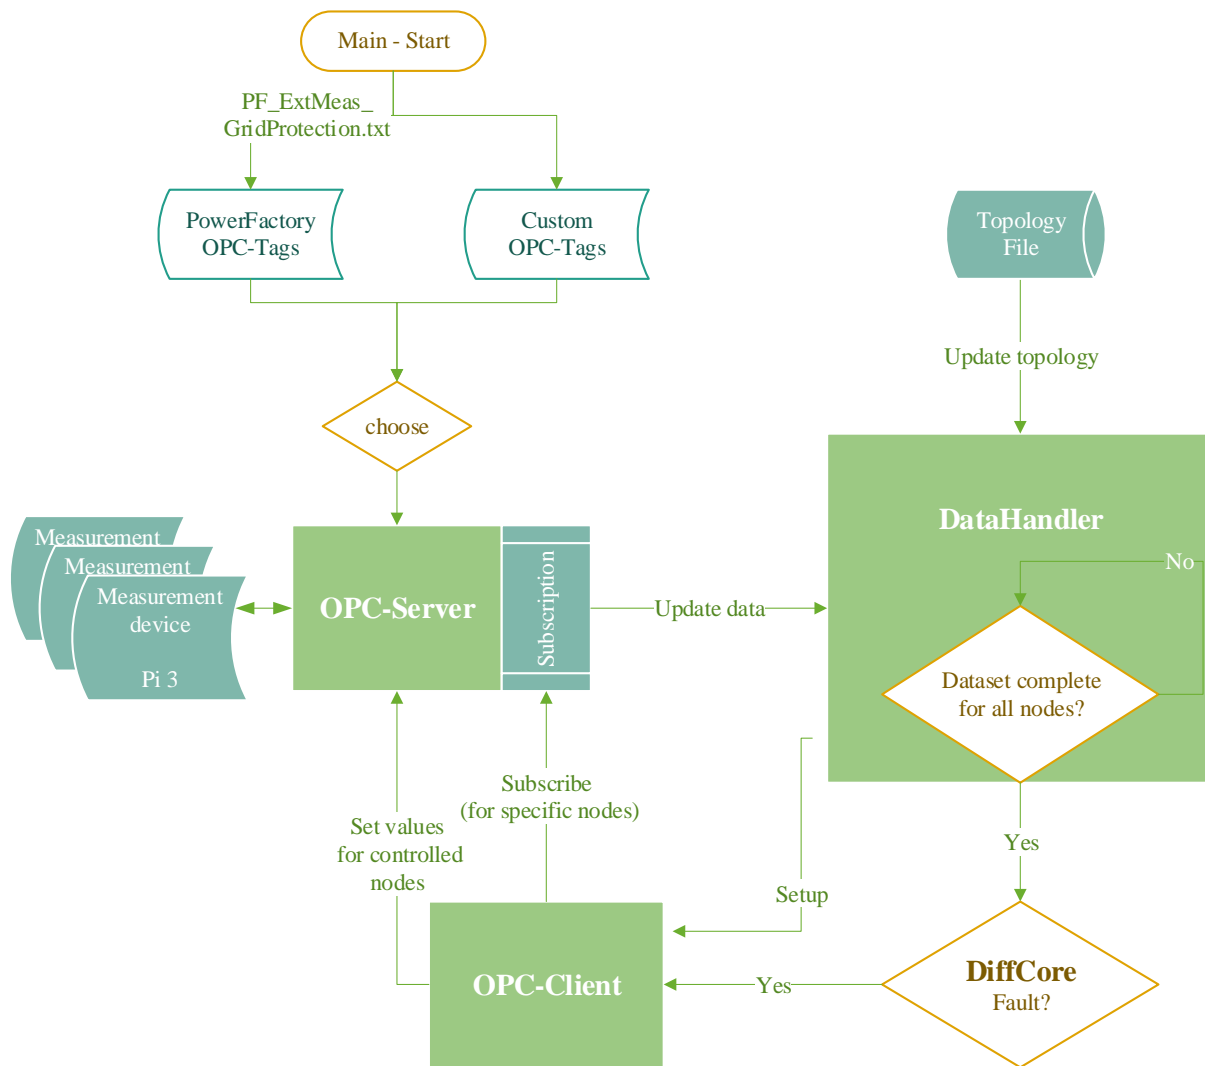 Main - Start
PF_ExtMeas_
GridProtection.txt
PowerFactory
OPC-Tags
Custom
OPC-Tags
Topology
File
Update topology
choose
DataHandler
No
Measurement
Measurement
Measurement
device
Pi 3
OPC-Server
Subscription
Update data
Dataset complete
for all nodes?
Subscribe
(for specific nodes)
Set values
for controlled
nodes
Yes
Setup
OPC-Client
Yes
DiffCore
Fault?